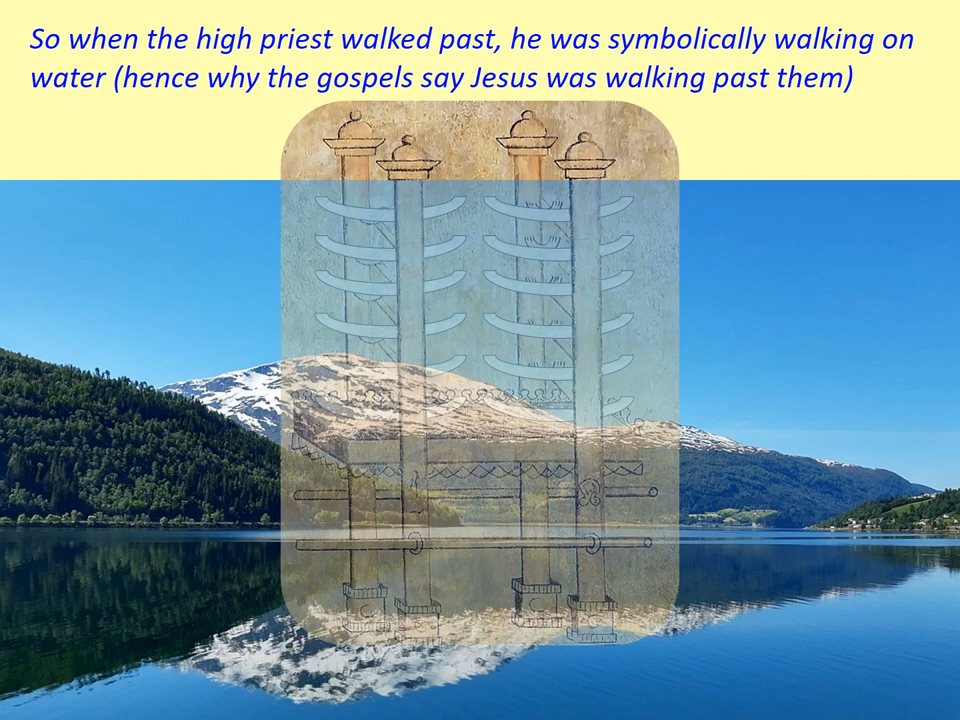 So when the high priest walked past, he was symbolically walking on
water (hence why the gospels say Jesus was walking past them)